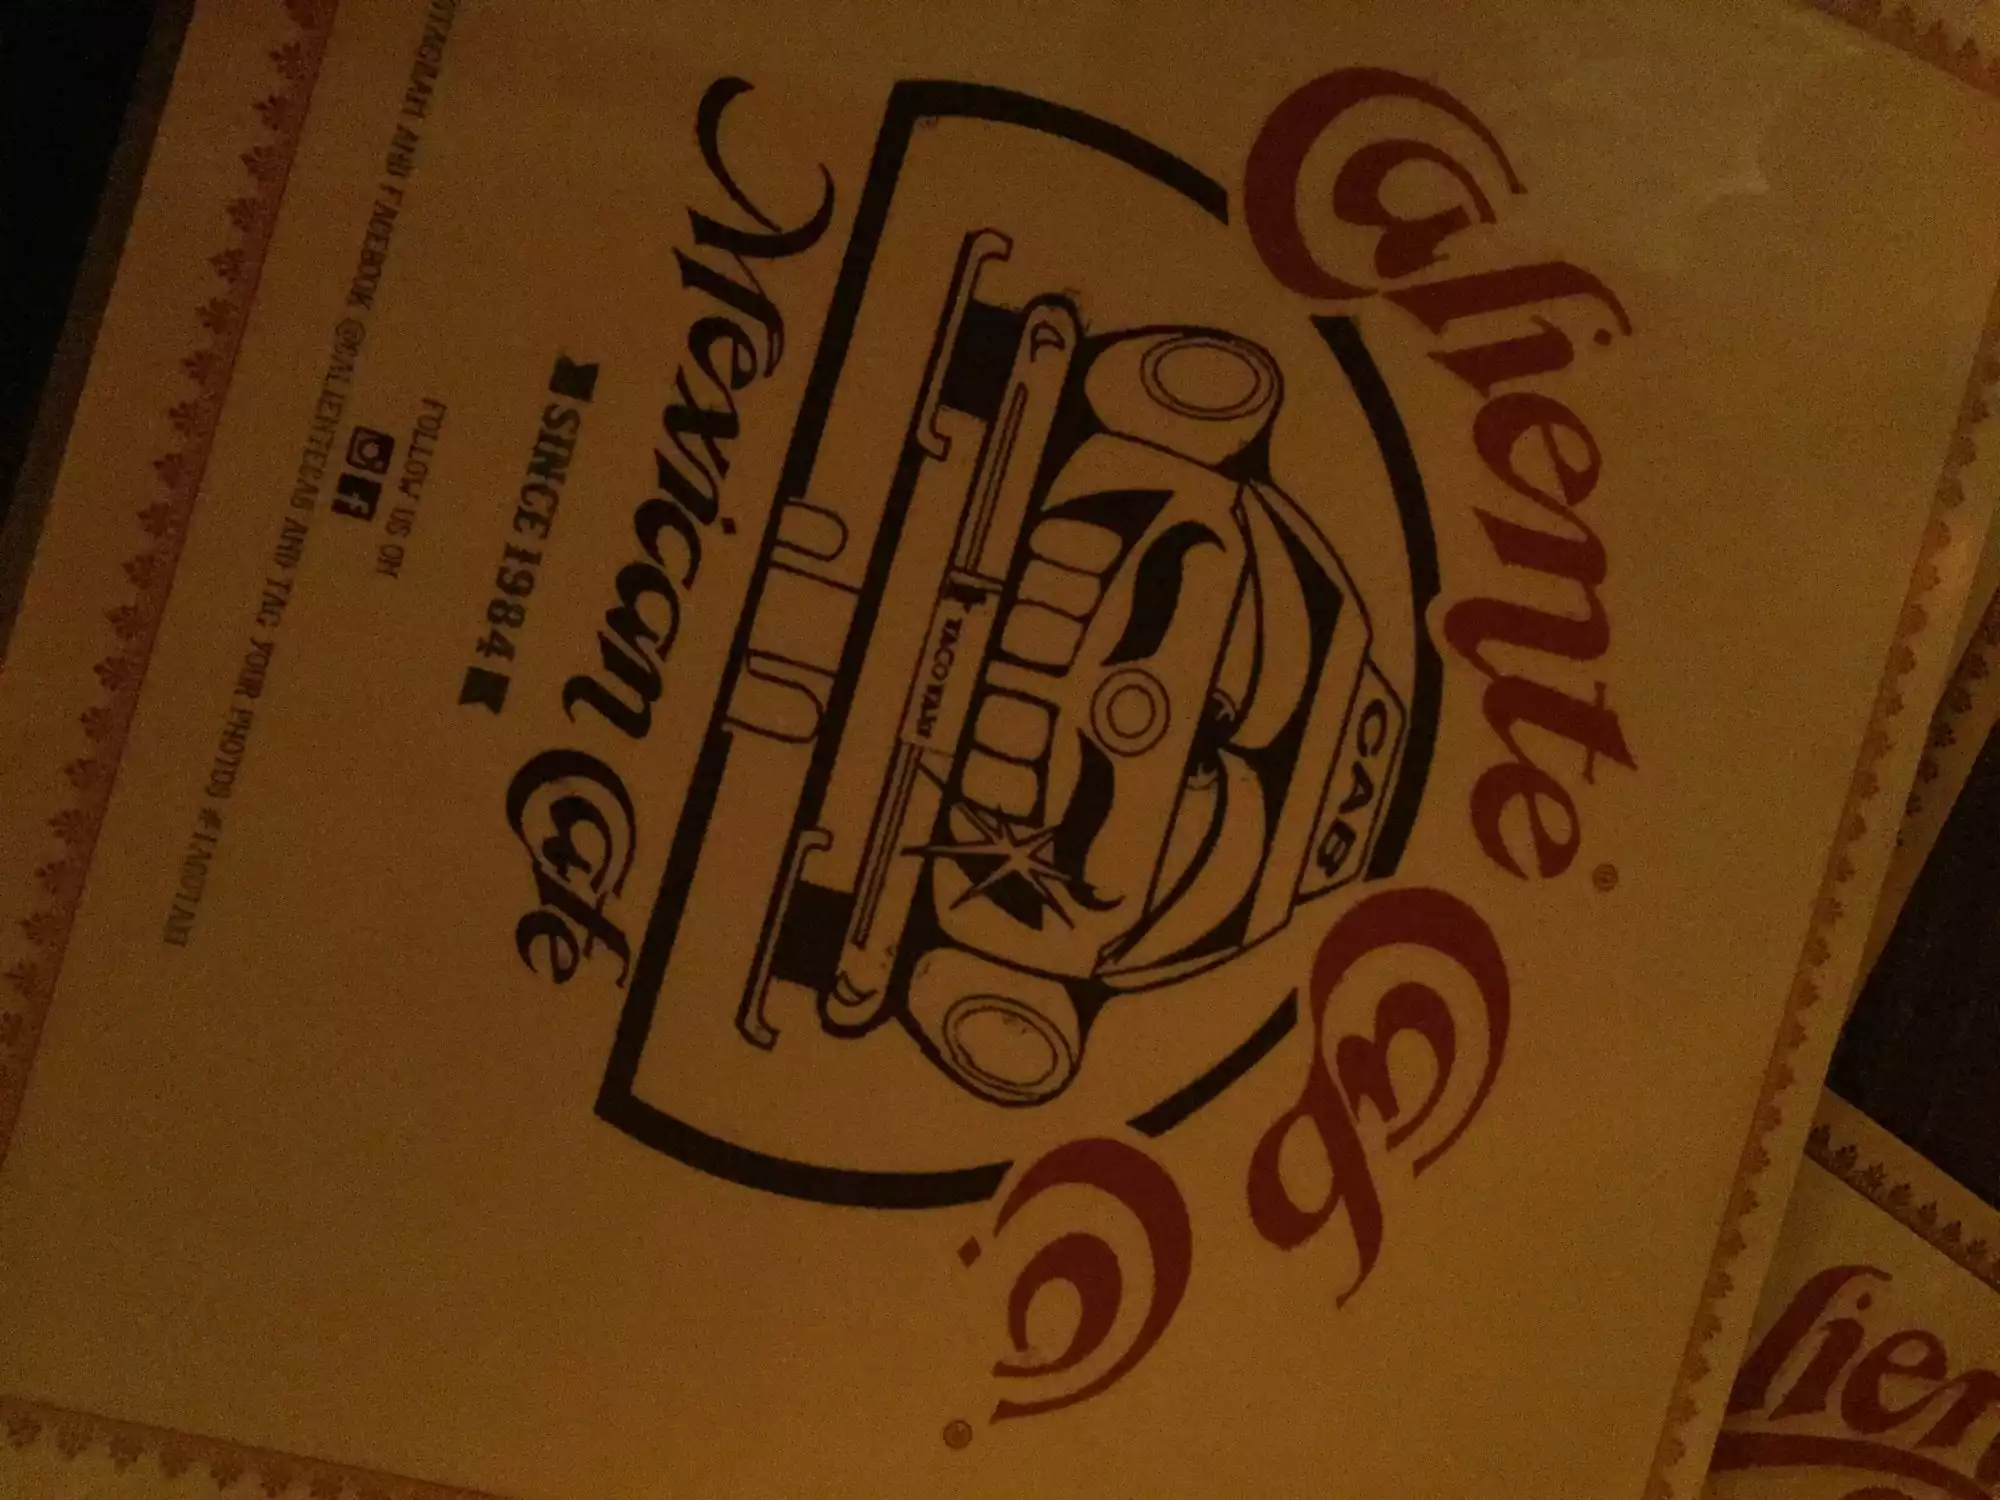 Caliente Cab Co.
®
®
CAB
TACO TAXI
Mexican Cafe
SINCE 1984
FOLLOW US ON
AND FACEBOOK @CALIENTECAB AND TAG YOUR PHOTOS #TACOTAXI
lien